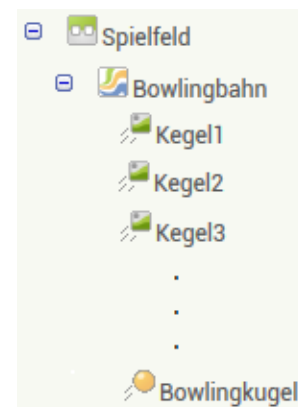 Spielfeld
Bowlingbahn
Kegel1
Kegel2
Kegel3
.
.
.
Bowlingkugel